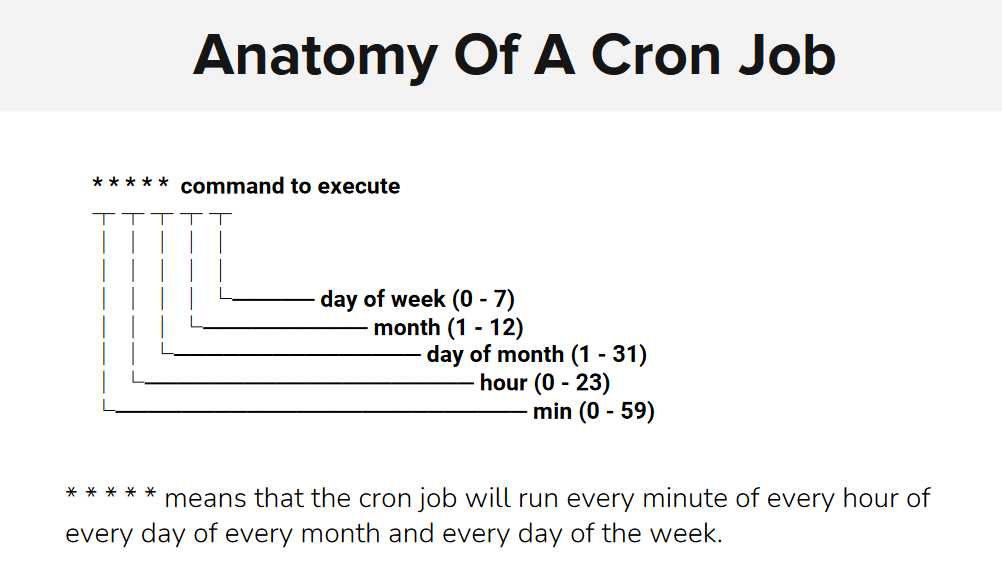 Anatomy Of A Cron Job
* * * * * command to execute
day of week (0 - 7)
month (1 - 12)
day of month (1 - 31)
hour (0 - 23)
min (0 - 59)
* * * * * means that the cron job will run every minute of every hour of
every day of every month and every day of the week.